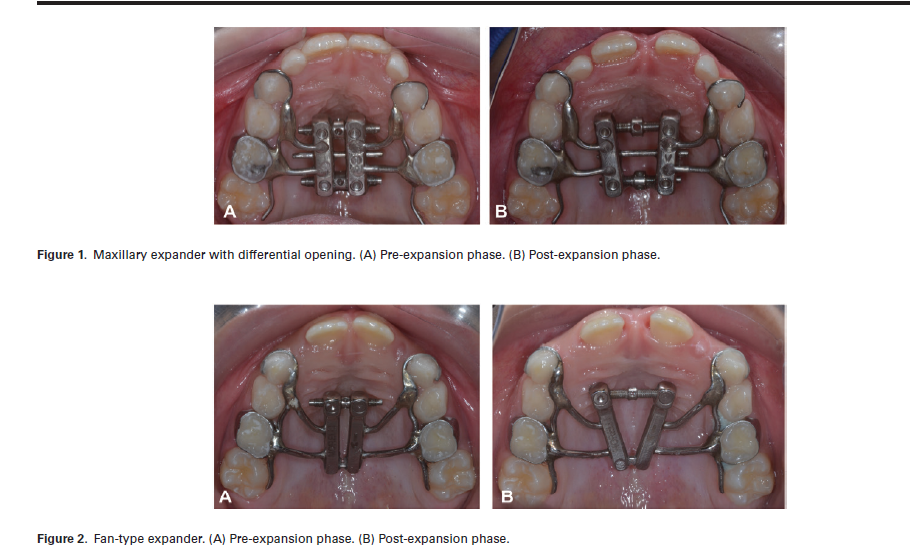 A
B
Figure 1. Maxillary expander with differential opening. (A) Pre-expansion phase. (B) Post-expansion phase.
A
B
Figure 2. Fan-type expander. (A) Pre-expansion phase. (B) Post-expansion phase.